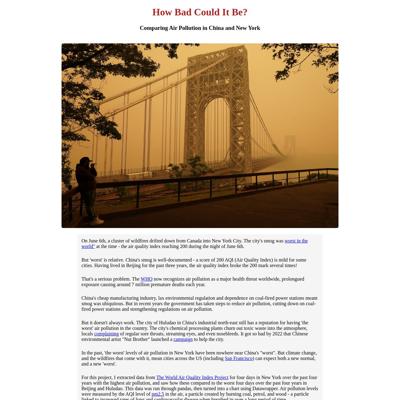 How Bad Could It Be?
Comparing Air Pollution in China and New York
On June 6th, a cluster of wildfires drifted down from Canada into New York City. The city's smog was worst in the
world" at the time - the air quality index reaching 200 during the night of June 6th.
But 'worst' is relative. China's smog is well-documented - a score of 200 AQI (Air Quality Index) is mild for some
cities. Having lived in Beijing for the past three years, the air quality index broke the 200 mark several times!
That's a serious problem. The WHO now recognizes air pollution as a major health threat worldwide, prolongued
exposure causing around 7 million premature deaths each year.
China's cheap manufacturing industry, lax environmental regulation and dependence on coal-fired power stations meant
smog was ubiquitous. But in recent years the government has taken steps to reduce air pollution, cutting down on coal-
fired power stations and strengthening regulations on air pollution.
But it doesn't always work. The city of Huludao in China's industrial north-east still has a reputation for having 'the
worst' air pollution in the country. The city's chemical processing plants churn out toxic waste into the atmosphere,
locals complaining of regular sore throats, streaming eyes, and even nosebleeds. It got so bad by 2022 that Chinese
environmental artist "Nut Brother" launched a campaign to help the city.
In the past, 'the worst' levels of air pollution in New York have been nowhere near China's "worst". But climate change,
and the wildfires that come with it, mean cities across the US (including San Francisco) can expect both a new normal,
and a new 'worst'.
For this project, I extracted data from The World Air Quality Index Project for four days in New York over the past four
years with the highest air pollution, and saw how these compared to the worst four days over the past four years in
Beijing and Huludao. This data was run through pandas, then turned into a chart using Datawrapper. Air pollution levels
were measured by the AQI level of pm2.5 in the air, a particle created by burning coal, petrol, and wood - a particle